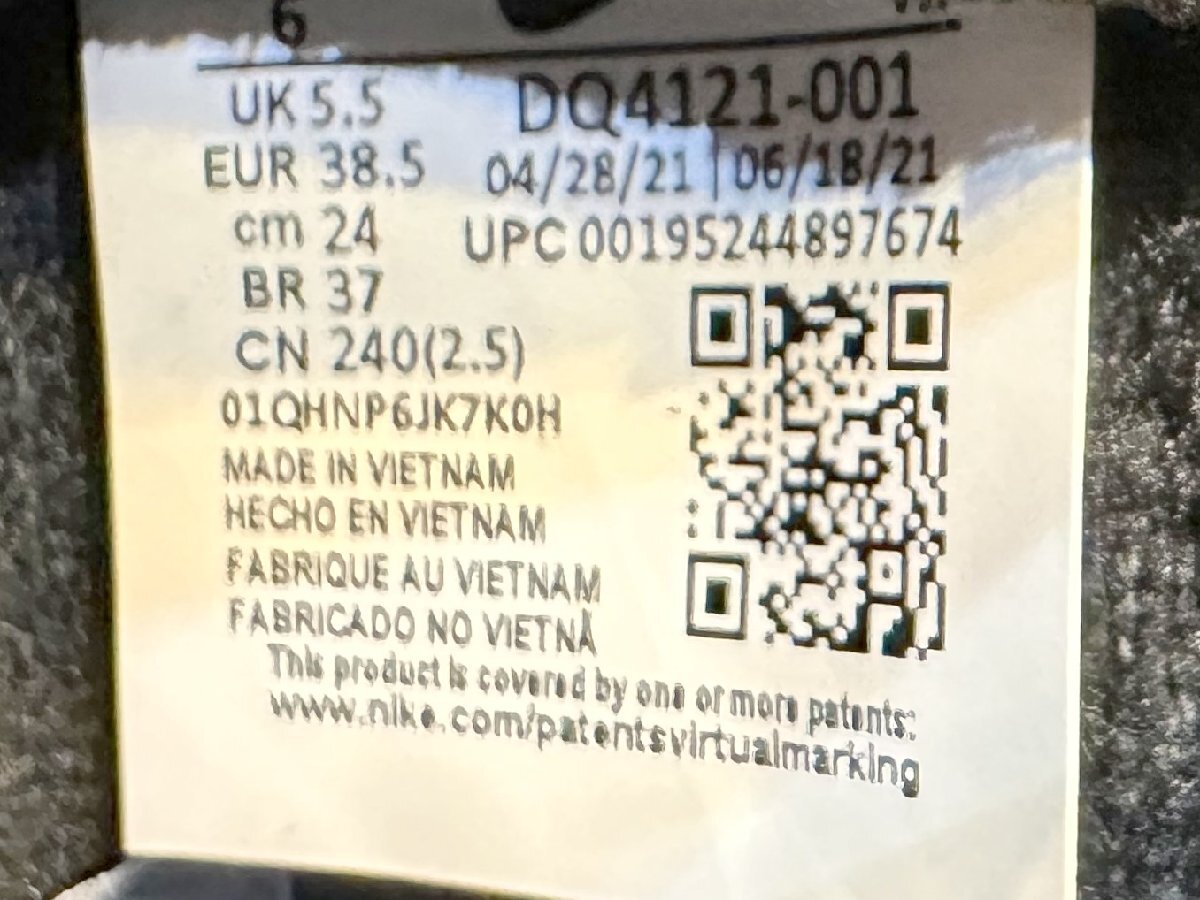 6
UK 5.5 DQ4121-001
EUR 38.5 04/28/21 | 06/18/21
cm 24 UPC 00195244897674
BR 37
CN 240(2.5)
01QHNP6JK7K0H
MADE IN VIETNAM
HECHO EN VIETNAM
FABRIQUE AU VIETNAM
FABRICADO NO VIETNÃ
This product is covered by one or more patents:
www.nike.com/patentsvirtualmarking